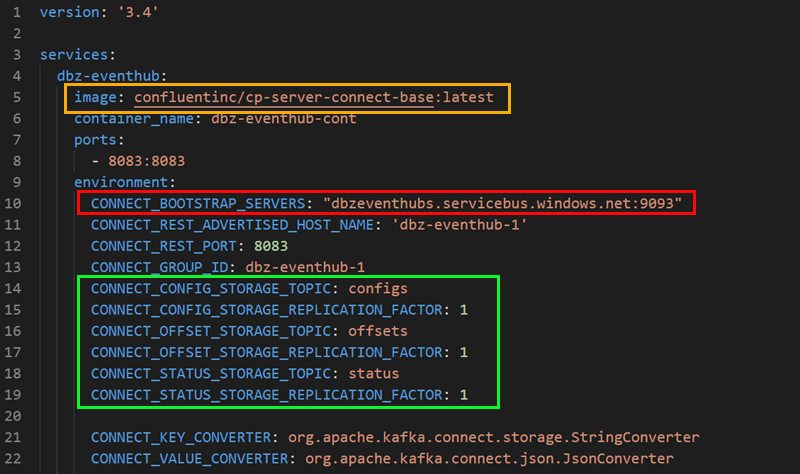 1 version: '3.4'
2
3 services:
4 dbz-eventhub:
5 image: confluentinc/cp-server-connect-base:latest
6 container_name: dbz-eventhub-cont
7 ports:
8 - 8083:8083
9 environment:
10 CONNECT_BOOTSTRAP_SERVERS: "dbzeventhubs.servicebus.windows.net:9093"
11 CONNECT_REST_ADVERTISED_HOST_NAME: 'dbz-eventhub-1'
12 CONNECT_REST_PORT: 8083
13 CONNECT_GROUP_ID: dbz-eventhub-1
14 CONNECT_CONFIG_STORAGE_TOPIC: configs
15 CONNECT_CONFIG_STORAGE_REPLICATION_FACTOR: 1
16 CONNECT_OFFSET_STORAGE_TOPIC: offsets
17 CONNECT_OFFSET_STORAGE_REPLICATION_FACTOR: 1
18 CONNECT_STATUS_STORAGE_TOPIC: status
19 CONNECT_STATUS_STORAGE_REPLICATION_FACTOR: 1
20
21 CONNECT_KEY_CONVERTER: org.apache.kafka.connect.storage.StringConverter
22 CONNECT_VALUE_CONVERTER: org.apache.kafka.connect.json.JsonConverter